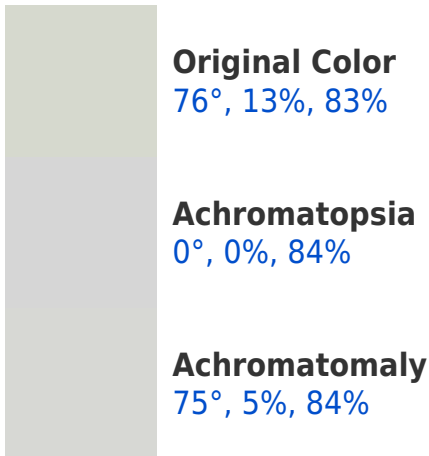 Original Color
76°, 13%, 83%
Achromatopsia
0°, 0%, 84%
Achromatomaly
75°, 5%, 84%